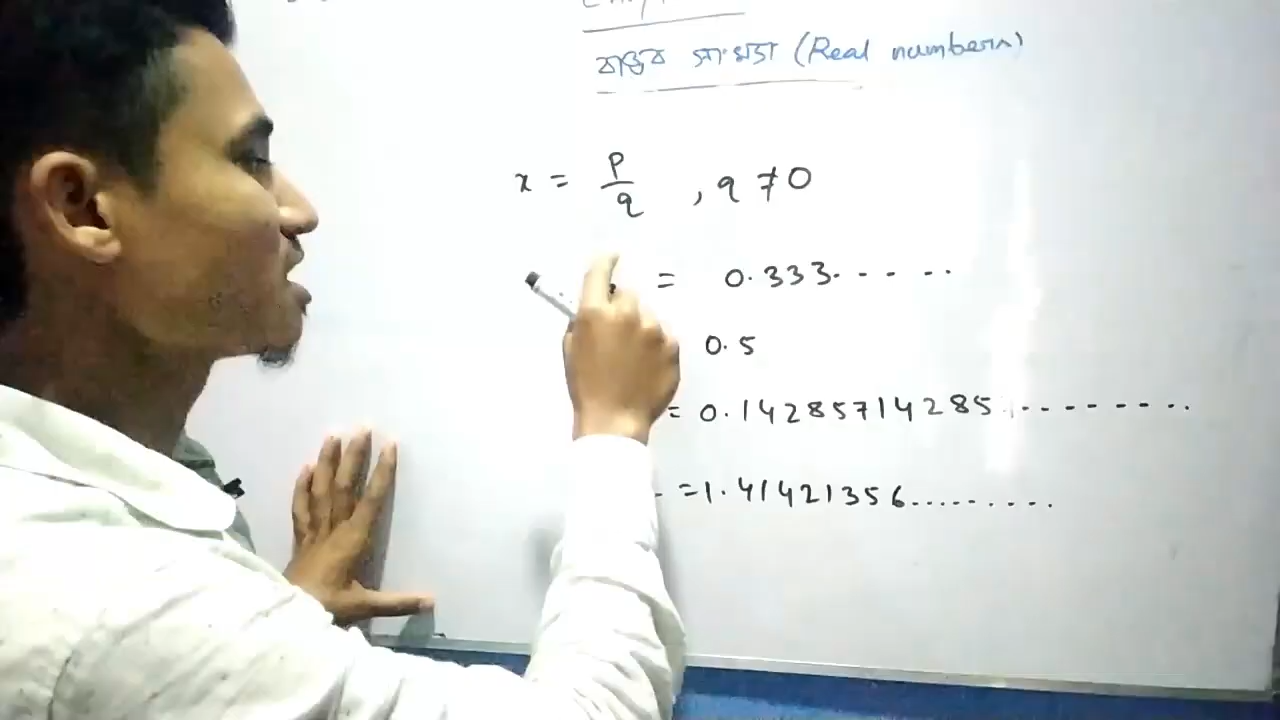 বাস্তব সাংখ্যা (Real numbers)
x = p/q , q ≠ 0
= 0.333.....
0.5
= 0.14285714285........
=1.41421356.........